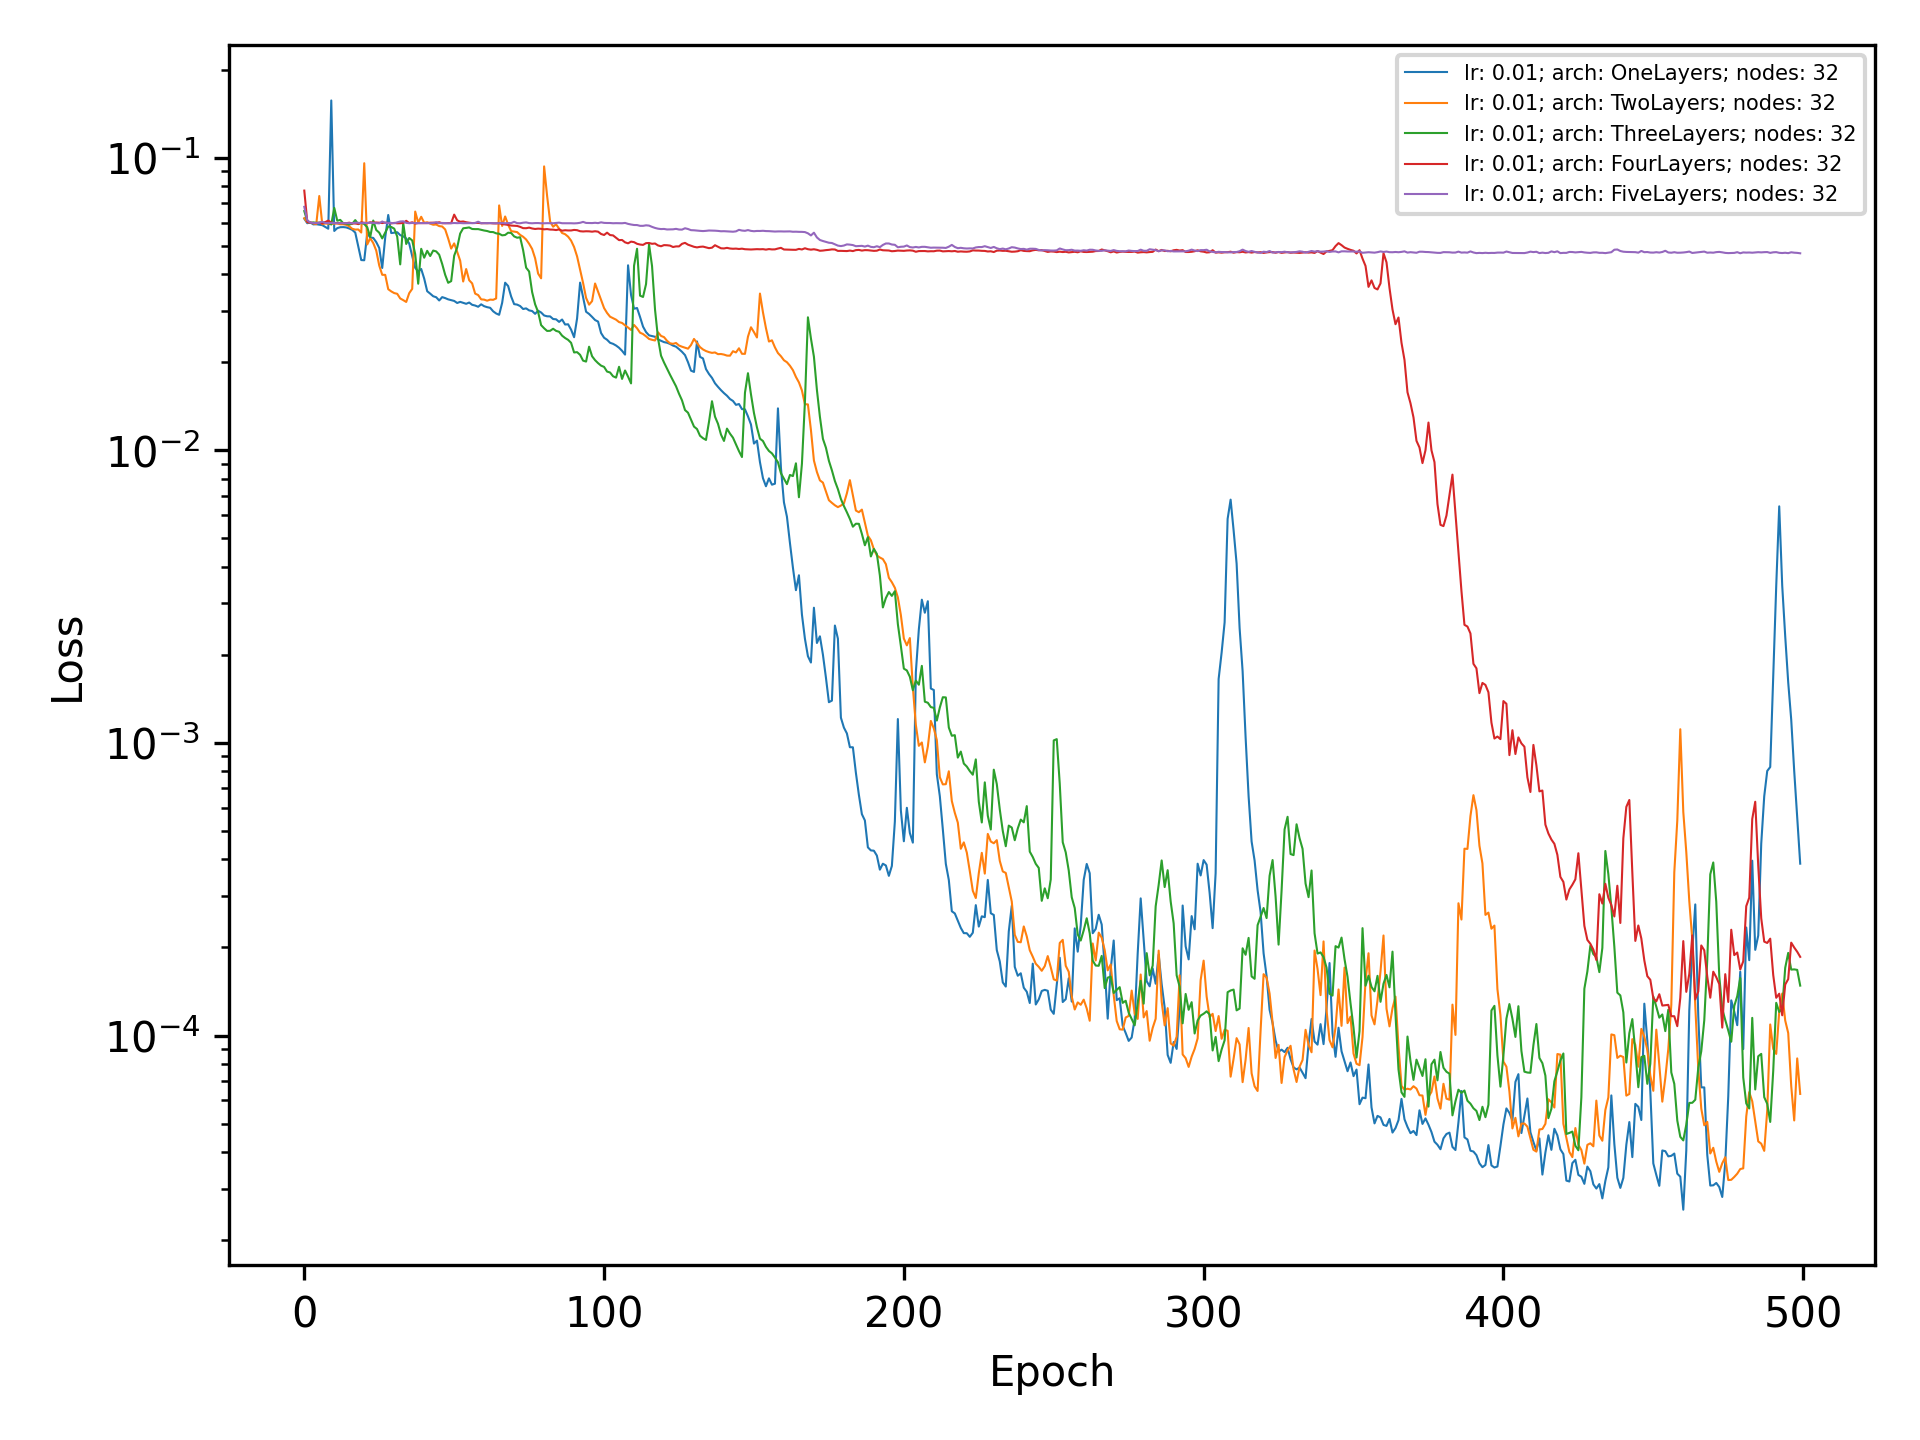 lr: 0.01; arch: OneLayers; nodes: 32
lr: 0.01; arch: TwoLayers; nodes: 32
lr: 0.01; arch: ThreeLayers; nodes: 32
lr: 0.01; arch: FourLayers; nodes: 32
lr: 0.01; arch: FiveLayers; nodes: 32
10⁻¹
10⁻²
10⁻³
10⁻⁴
Loss
0 100 200 300 400 500
Epoch